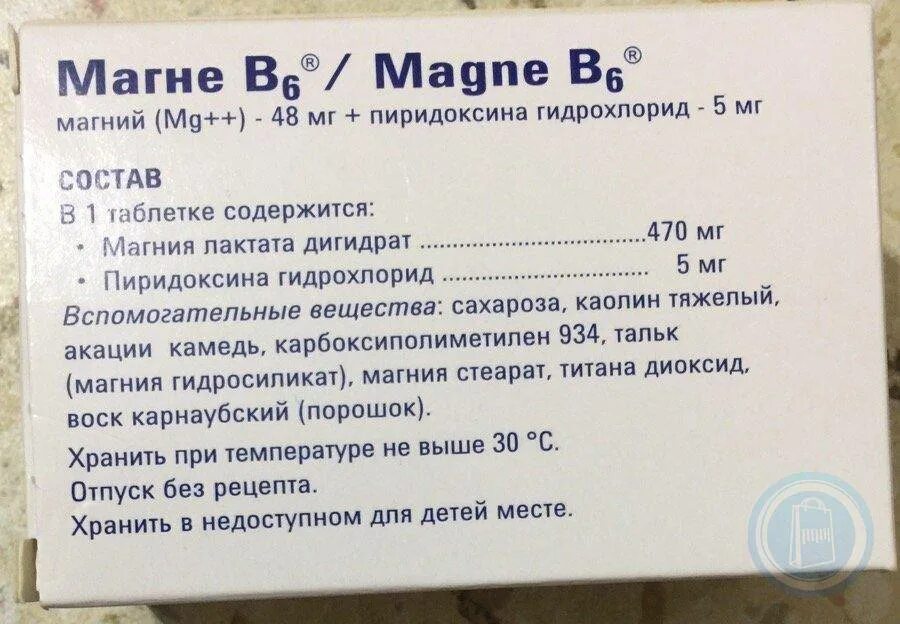 Магне В6® / Magne B6®
магний (Mg++) - 48 мг + пиридоксина гидрохлорид - 5 мг
СОСТАВ
В 1 таблетке содержится:
• Магния лактата дигидрат ................................470 мг
• Пиридоксина гидрохлорид ............................. 5 мг
Вспомогательные вещества: сахароза, каолин тяжелый,
акации камедь, карбоксиполиметилен 934, тальк
(магния гидросиликат), магния стеарат, титана диоксид,
воск карнаубский (порошок).
Хранить при температуре не выше 30 °C.
Отпуск без рецепта.
Хранить в недоступном для детей месте.